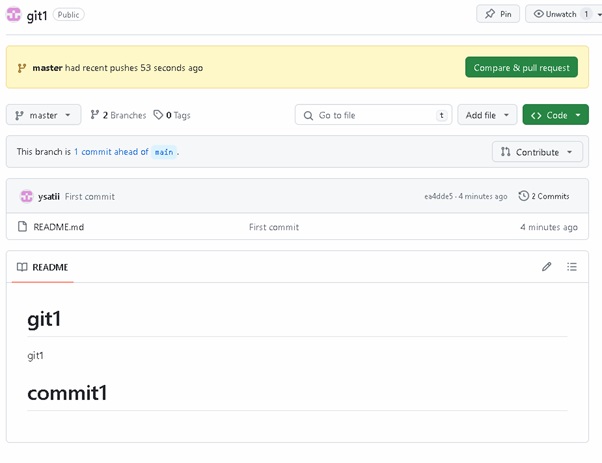 git1 Public Pin Unwatch 1
master had recent pushes 53 seconds ago Compare & pull request
master 2 Branches 0 Tags Go to file t Add file Code
This branch is 1 commit ahead of main . Contribute
ysatii First commit ea4dde5 · 4 minutes ago 2 Commits
README.md First commit 4 minutes ago
README
git1
git1
commit1